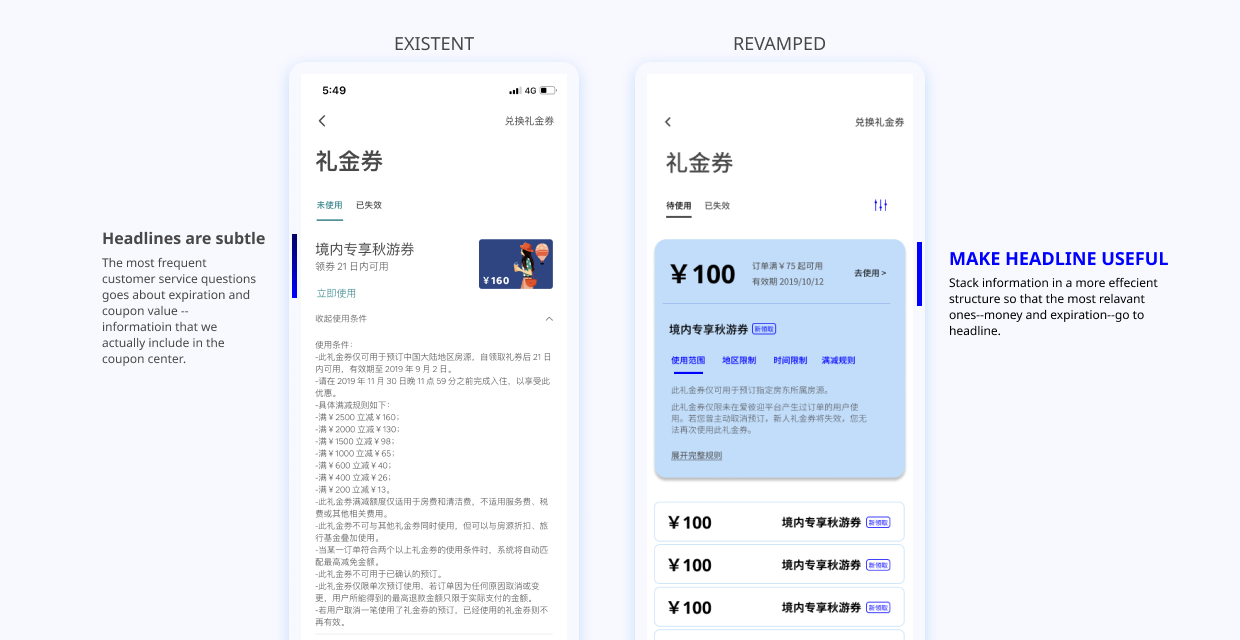 EXISTENT
REVAMPED
5:49
4G
兑换礼金券
礼金券
未使用
已失效
境内专享秋游券
领券 21 日内可用
立即使用
￥160
收起使用条件
使用条件：
-此礼金券仅可用于预订中国大陆地区房源，自领取礼券后 21 日
内可用，有效期至 2019 年 9 月 2 日。
-请在 2019 年 11 月 30 日晚 11 点 59 分之前完成入住，以享受此
优惠。
-具体满减规则如下：
-满￥2500 立减￥160；
-满￥2000 立减￥130；
-满￥1500 立减￥98；
-满￥1000 立减￥65；
-满￥600 立减￥40；
-满￥400 立减￥26；
-满￥200 立减￥13。
-此礼金券满减额度仅适用于房费和清洁费，不适用服务费、税
费或其他相关费用。
-此礼金券不可与其他礼金券同时使用，但可以与房源折扣、旅
行基金叠加使用。
-当某一订单符合两个以上礼金券的使用条件时，系统将自动匹
配最高减免金额。
-此礼金券不可用于已确认的预订。
-此礼金券仅限单次预订使用，若订单因为任何原因取消或变
更，用户所能得到的最高退款金额只限于实际支付的金额。
-若用户取消一笔使用了礼金券的预订，已经使用的礼金券则不
再有效。
Headlines are subtle
The most frequent
customer service questions
goes about expiration and
coupon value --
informatioin that we
actually include in the
coupon center.
兑换礼金券
礼金券
待使用
已失效
￥100
订单满￥75 起可用
有效期 2019/10/12
去使用 >
境内专享秋游券
新领取
使用范围
地区限制
时间限制
满减规则
此礼金券仅可用于预订指定房东所属房源。
此礼金券仅限未在爱彼迎平台产生过订单的用户使
用。若您曾主动取消预订，新人礼金券将失效，您无
法再次使用此礼金券。
展开完整规则
￥100
境内专享秋游券
新领取
￥100
境内专享秋游券
新领取
￥100
境内专享秋游券
新领取
MAKE HEADLINE USEFUL
Stack information in a more effecient
structure so that the most relavant
ones--money and expiration--go to
headline.